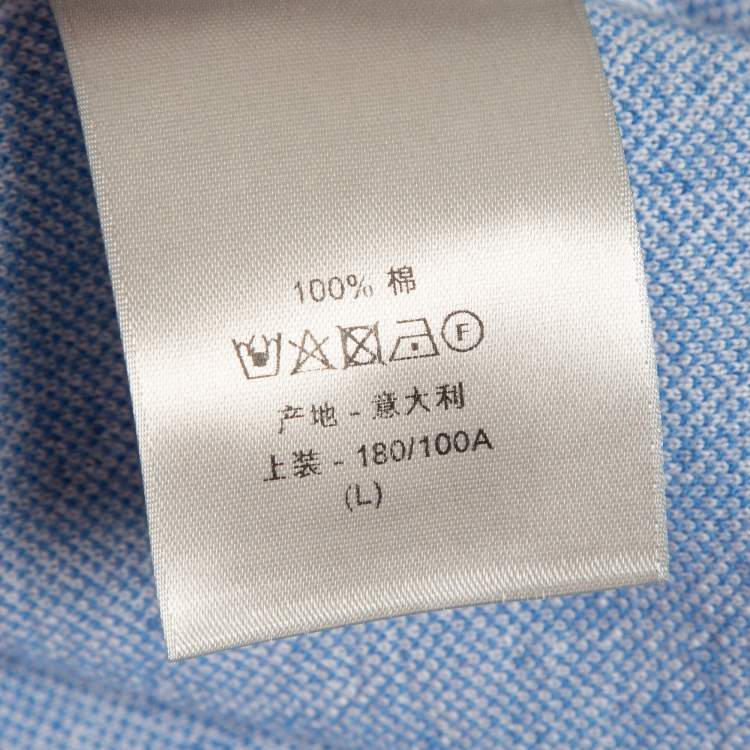 100% 棉
F
产地 - 意大利
上装 - 180/100A
(L)